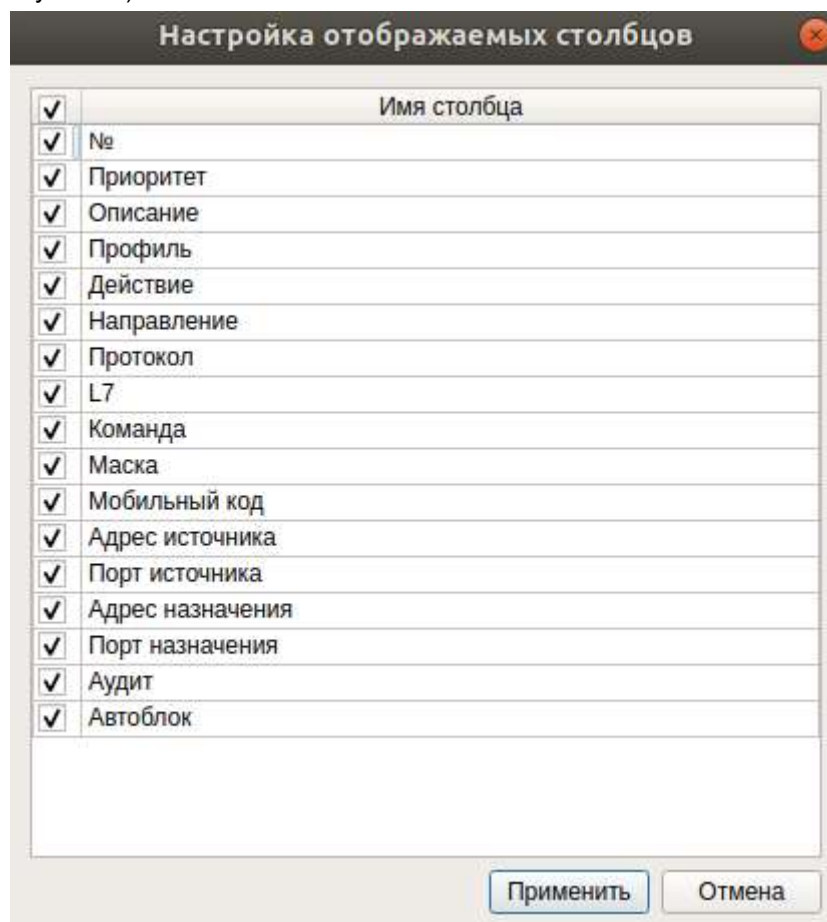 Настройка отображаемых столбцов
Имя столбца
№
Приоритет
Описание
Профиль
Действие
Направление
Протокол
L7
Команда
Маска
Мобильный код
Адрес источника
Порт источника
Адрес назначения
Порт назначения
Аудит
Автоблок
Применить Отмена